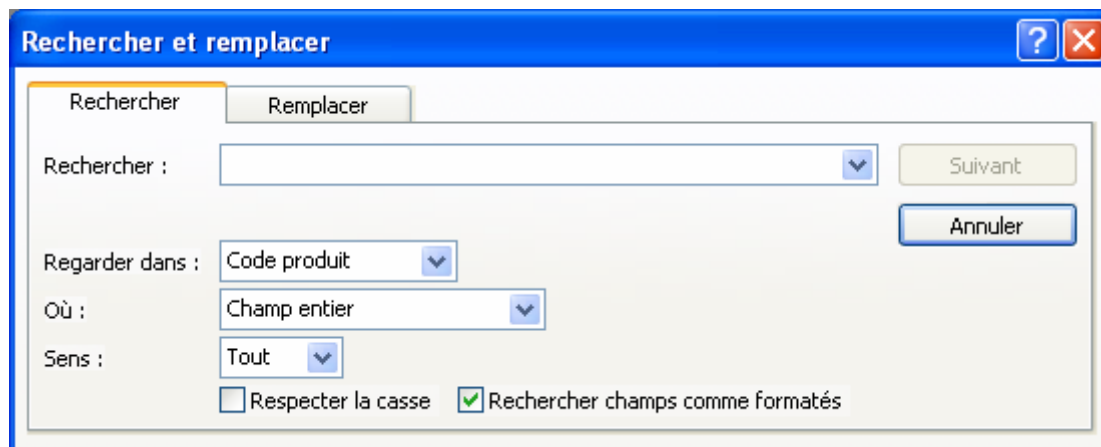 Rechercher et remplacer
Rechercher Remplacer
Rechercher : Suivant
Annuler
Regarder dans : Code produit
Où : Champ entier
Sens : Tout
Respecter la casse Rechercher champs comme formatés